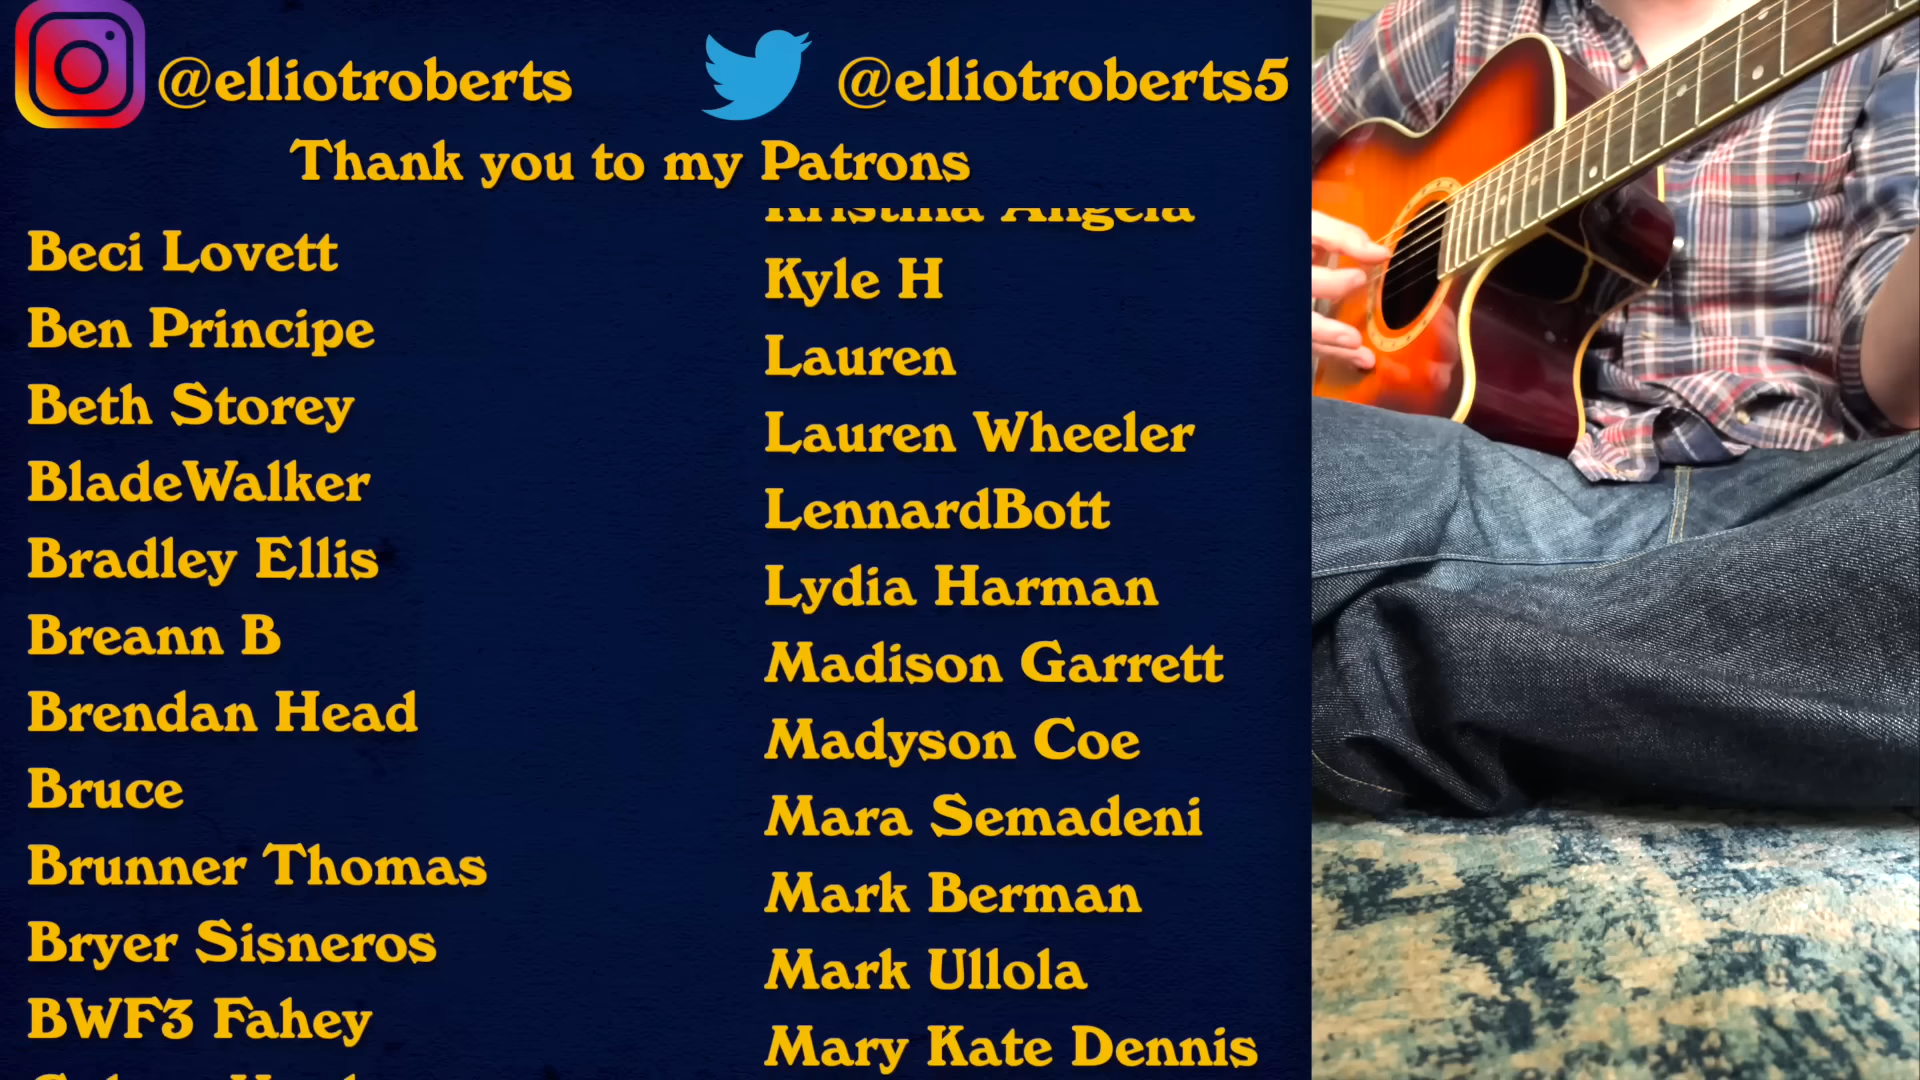 @elliotroberts
@elliotroberts5
Thank you to my Patrons
Beci Lovett
Ben Principe
Beth Storey
BladeWalker
Bradley Ellis
Breann B
Brendan Head
Bruce
Brunner Thomas
Bryer Sisneros
BWF3 Fahey
Kristina Angela
Kyle H
Lauren
Lauren Wheeler
LennardBott
Lydia Harman
Madison Garrett
Madyson Coe
Mara Semadeni
Mark Berman
Mark Ullola
Mary Kate Dennis